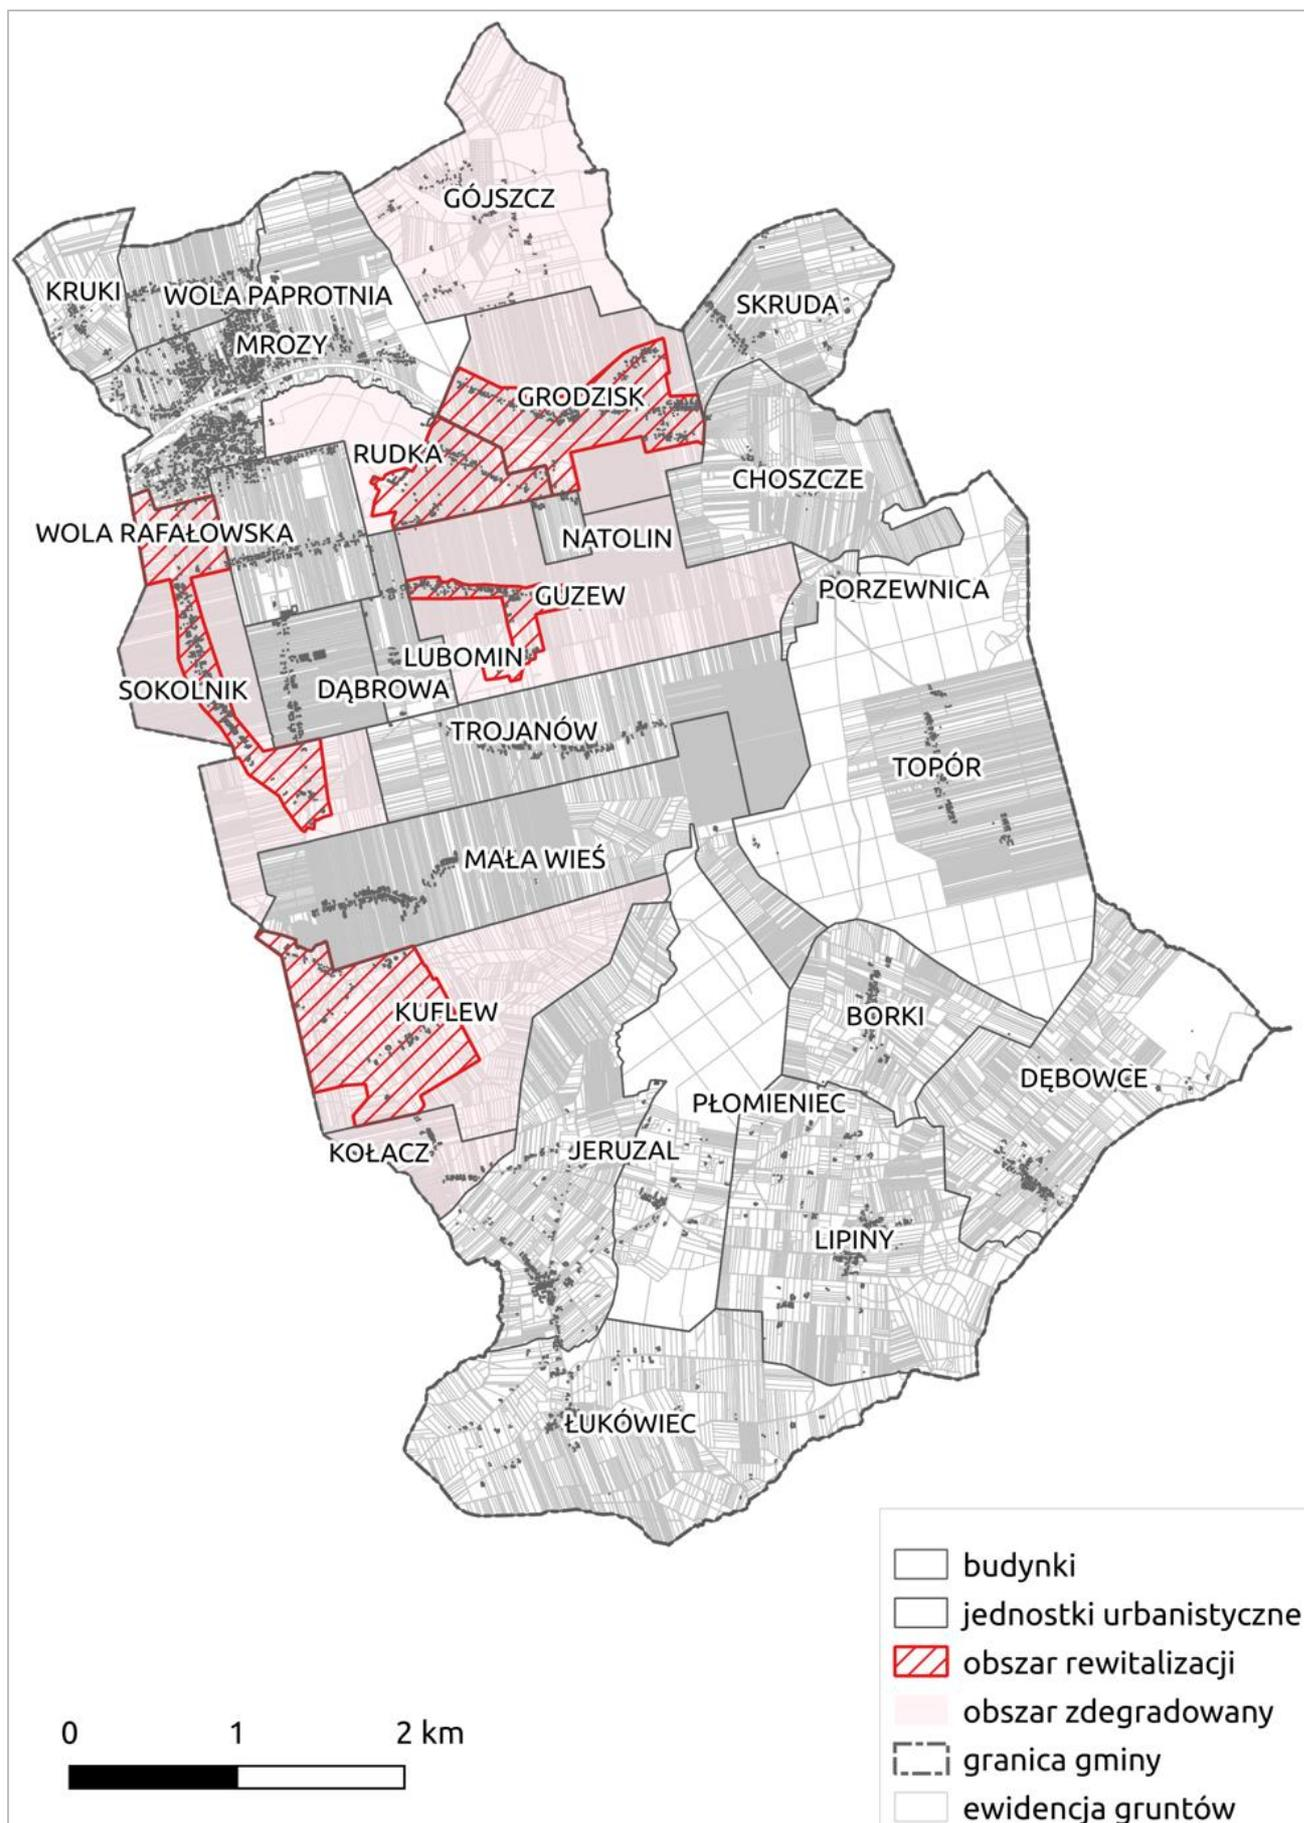 GÓJSZCZ
KRUKI
WOLA PAPROTNIA
SKRUDA
MROZY
GRODZISK
RUDKA
CHOSZCZE
WOLA RAFAŁOWSKA
NATOLIN
PORZEWNICA
GUZEW
LUBOMIN
SOKOLNIK
DĄBROWA
TROJANÓW
TOPÓR
MAŁA WIEŚ
KUFLEW
BORKI
DĘBOWCE
PŁOMIENIEC
KOŁACZ
JERUZAL
LIPINY
ŁUKÓWIEC
budynki
jednostki urbanistyczne
obszar rewitalizacji
obszar zdegradowany
granica gminy
ewidencja gruntów
0 1 2 km